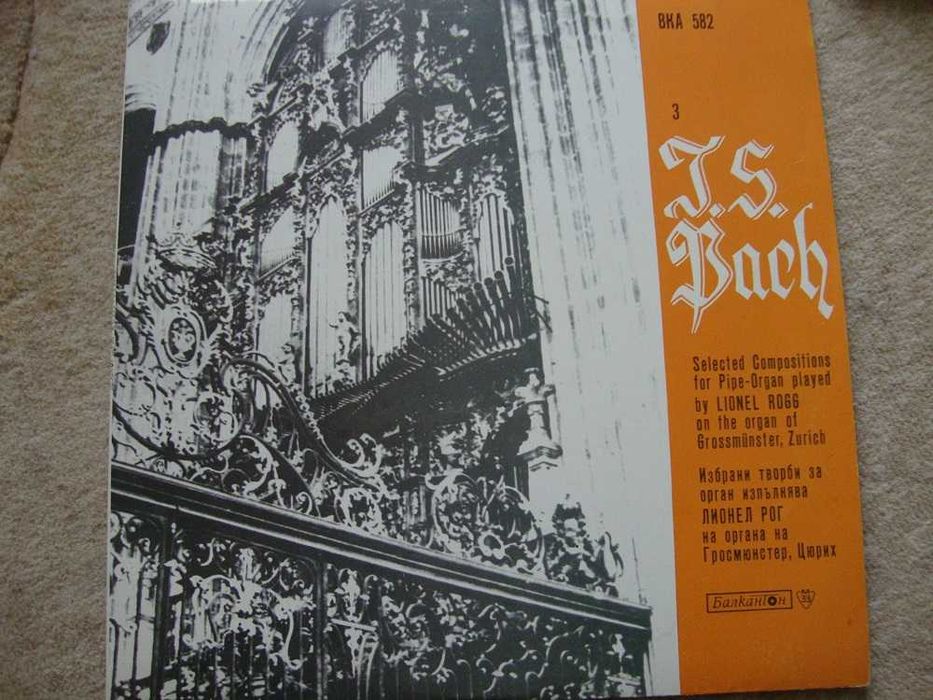 ВКА 582
3
J. S.
Bach
Selected Compositions
for Pipe-Organ played
by LIONEL ROGG
on the organ of
Grossmünster, Zurich
Избрани творби за
орган изпълнява
ЛИОНЕЛ РОГ
на органа на
Гросмюнстер, Цюрих
Балкантон